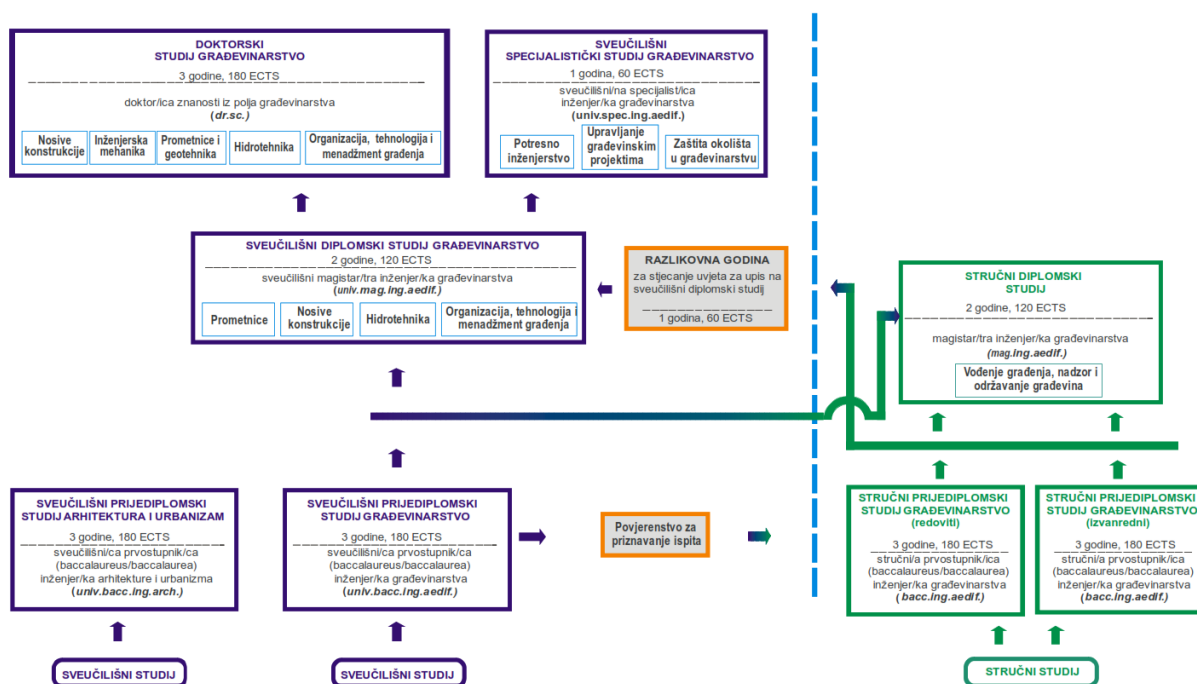 DOKTORSKI
STUDIJ GRAĐEVINARSTVO
3 godine, 180 ECTS
doktor/ica znanosti iz polja građevinarstva
(dr.sc.)
Nosive
konstrukcije
Inženjerska
mehanika
Prometnice i
geotehnika
Hidrotehnika
Organizacija, tehnologija i
menadžment građenja
SVEUČILIŠNI
SPECIJALISTIČKI STUDIJ GRAĐEVINARSTVO
1 godina, 60 ECTS
sveučilišni/na specijalist/ica
inženjer/ka građevinarstva
(univ.spec.ing.aedif.)
Potresno
inženjerstvo
Upravljanje
građevinskim
projektima
Zaštita okolišta
u građevinarstvu
SVEUČILIŠNI DIPLOMSKI STUDIJ GRAĐEVINARSTVO
2 godine, 120 ECTS
sveučilišni magistar/tra inženjer/ka građevinarstva
(univ.mag.ing.aedif.)
Prometnice
Nosive
konstrukcije
Hidrotehnika
Organizacija, tehnologija i
menadžment građenja
RAZLIKOVNA GODINA
za stjecanje uvjeta za upis na
sveučilišni diplomski studij
1 godina, 60 ECTS
STRUČNI DIPLOMSKI
STUDIJ
2 godine, 120 ECTS
magistar/tra inženjer/ka građevinarstva
(mag.ing.aedif.)
Vođenje građenja, nadzor i
održavanje građevina
SVEUČILIŠNI PRIJEDIPLOMSKI
STUDIJ ARHITEKTURA I URBANIZAM
3 godine, 180 ECTS
sveučilišni/ca prvostupnik/ca
(baccalaureus/baccalaurea)
inženjer/ka arhitekture i urbanizma
(univ.bacc.ing.arch.)
SVEUČILIŠNI PRIJEDIPLOMSKI
STUDIJ GRAĐEVINARSTVO
3 godine, 180 ECTS
sveučilišni/ca prvostupnik/ca
(baccalaureus/baccalaurea)
inženjer/ka građevinarstva
(univ.bacc.ing.aedif.)
Povjerenstvo za
priznavanje ispita
STRUČNI PRIJEDIPLOMSKI
STUDIJ GRAĐEVINARSTVO
(redoviti)
3 godine, 180 ECTS
stručni/a prvostupnik/ica
(baccalaureus/baccalaurea)
inženjer/ka građevinarstva
( bacc.ing.aedif.)
STRUČNI PRIJEDIPLOMSKI
STUDIJ GRAĐEVINARSTVO
(izvanredni)
3 godine, 180 ECTS
stručni/a prvostupnik/ica
(baccalaureus/baccalaurea)
inženjer/ka građevinarstva
( bacc.ing.aedif.)
SVEUČILIŠNI STUDIJ
SVEUČILIŠNI STUDIJ
STRUČNI STUDIJ